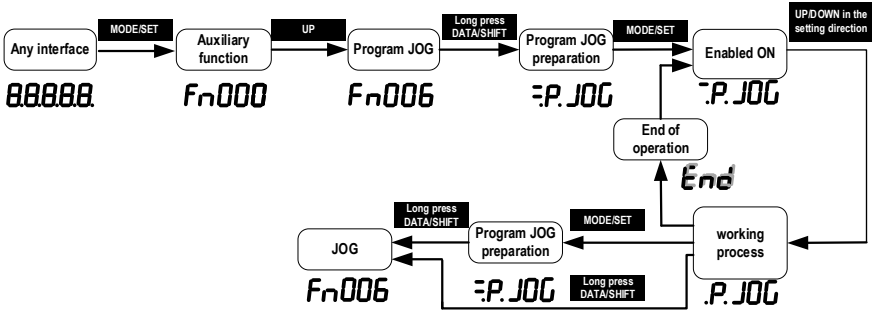 MODE/SET
UP
Long press
DATA/SHIFT
MODE/SET
UP/DOWN in the
setting direction
Any interface
Auxiliary
function
Program JOG
Program JOG
preparation
Enabled ON
8.8.8.8.8.
Fn000
Fn006
P. JOG
P. JOG
End of
operation
End
Long press
DATA/SHIFT
MODE/SET
JOG
Program JOG
preparation
working
process
Long press
DATA/SHIFT
Fn006
P. JOG
.P. JOG